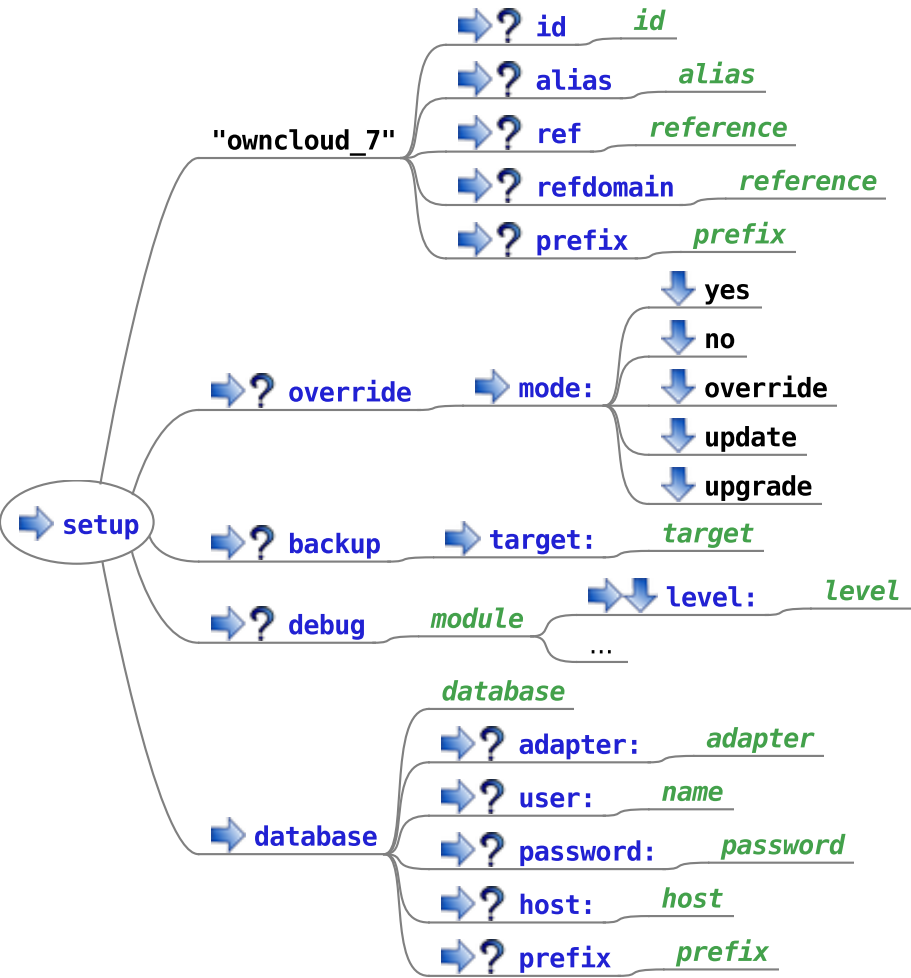 id id
alias alias
"owncloud_7"
ref reference
refdomain reference
prefix prefix
yes
no
override mode: override
update
upgrade
setup
backup target: target
level: level
debug module
...
database
adapter: adapter
user: name
database
password: password
host: host
prefix prefix